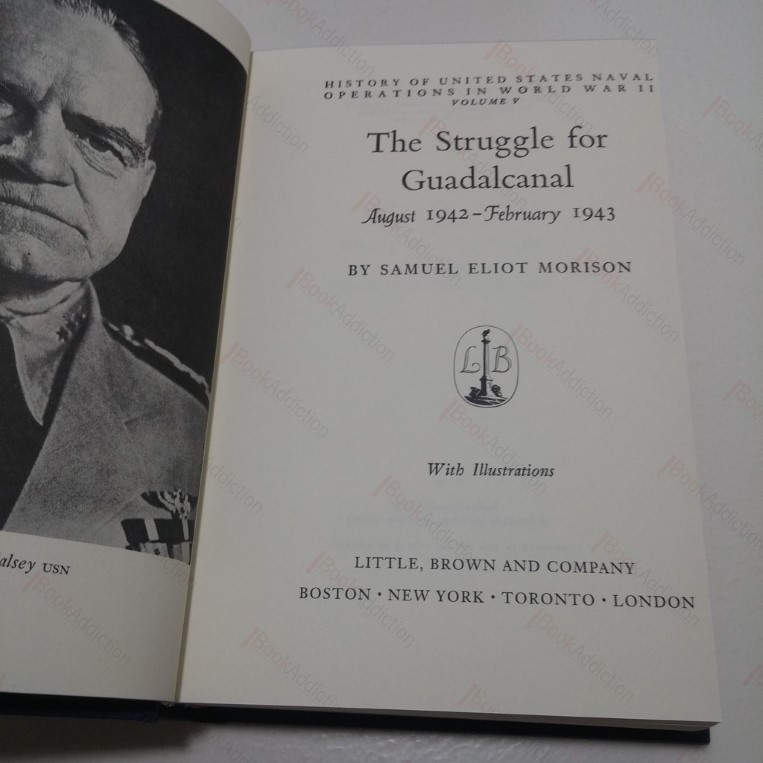 alsey USN
HISTORY OF UNITED STATES NAVAL
OPERATIONS IN WORLD WAR II
VOLUME V
The Struggle for
Guadalcanal
August 1942–February 1943
BY SAMUEL ELIOT MORISON
L B
With Illustrations
LITTLE, BROWN AND COMPANY
BOSTON · NEW YORK · TORONTO · LONDON
BookAddiction